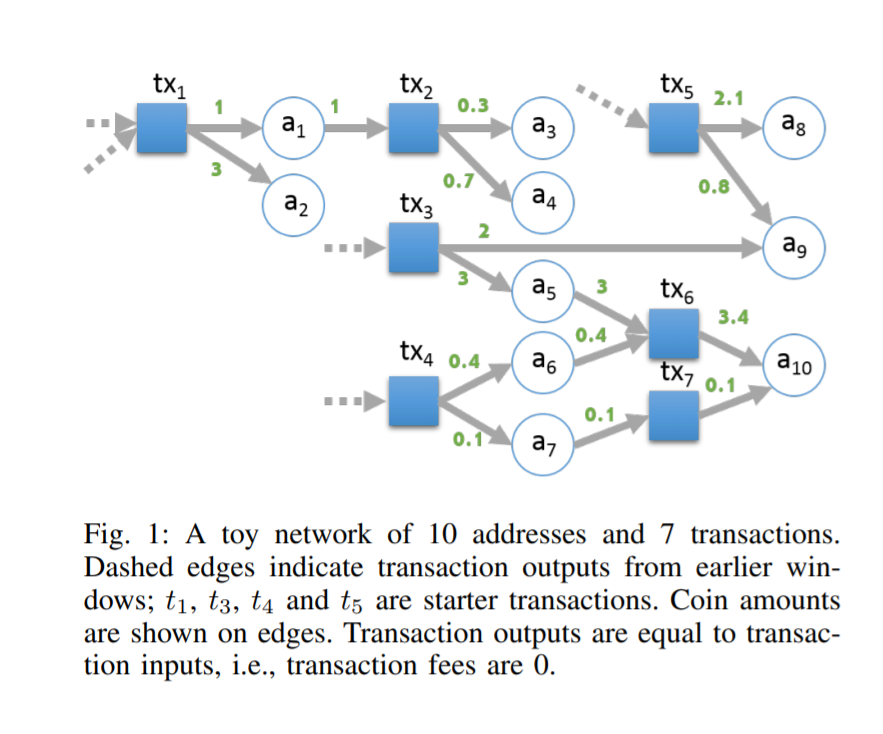 tx1 tx2 tx5
1 1 0.3 2.1
a1 a3 a8
3 0.7 0.8
a2 tx3 a4
2 a9
3 a5 3 tx6
3.4
0.4
tx4 0.4 a6 a10
tx7 0.1
0.1 0.1
a7
Fig. 1: A toy network of 10 addresses and 7 transactions.
Dashed edges indicate transaction outputs from earlier win-
dows; t1, t3, t4 and t5 are starter transactions. Coin amounts
are shown on edges. Transaction outputs are equal to transac-
tion inputs, i.e., transaction fees are 0.